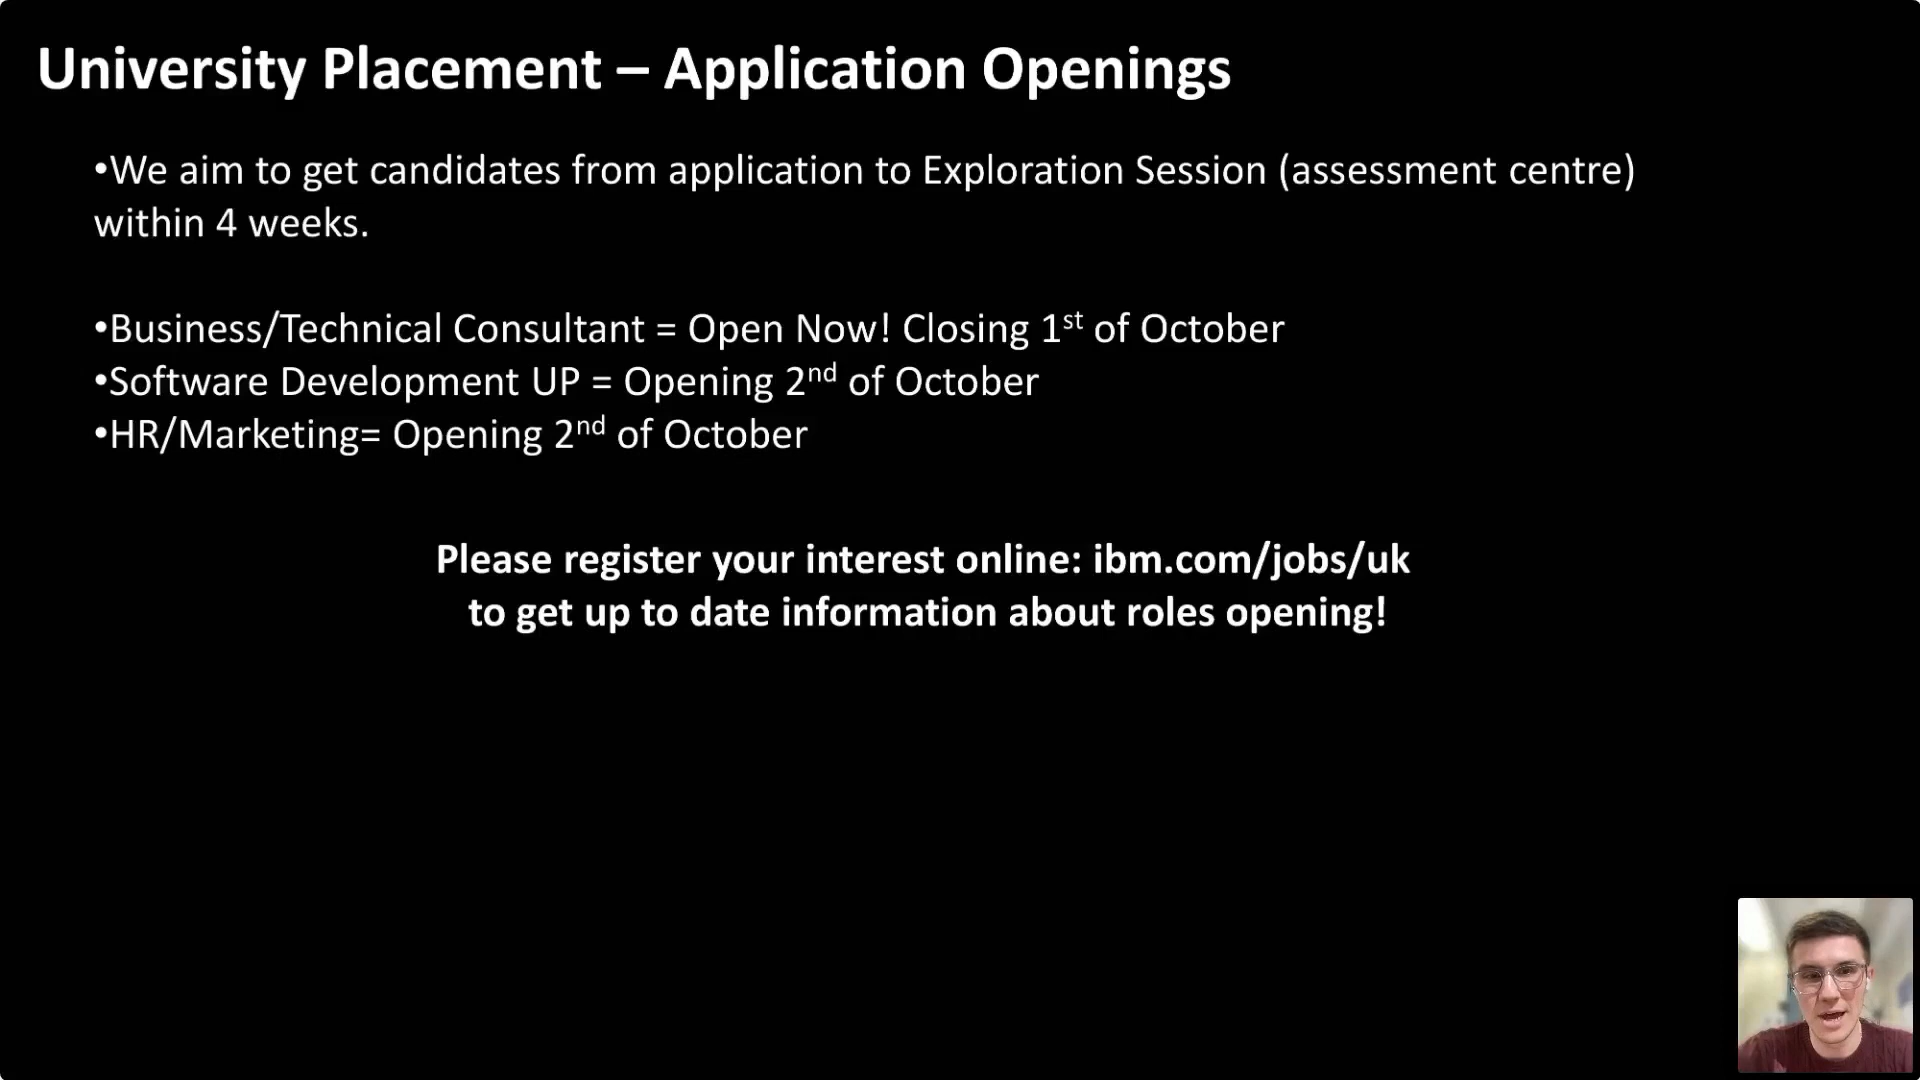 University Placement – Application Openings
•We aim to get candidates from application to Exploration Session (assessment centre)
within 4 weeks.
•Business/Technical Consultant = Open Now! Closing 1st of October
•Software Development UP = Opening 2nd of October
•HR/Marketing= Opening 2nd of October
Please register your interest online: ibm.com/jobs/uk
to get up to date information about roles opening!